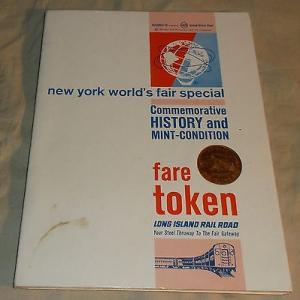 new york world's fair special
Commemorative
HISTORY and
MINT-CONDITION
fare
token
LONG ISLAND RAIL ROAD
Your Steel Thruway To The Fair Gateway